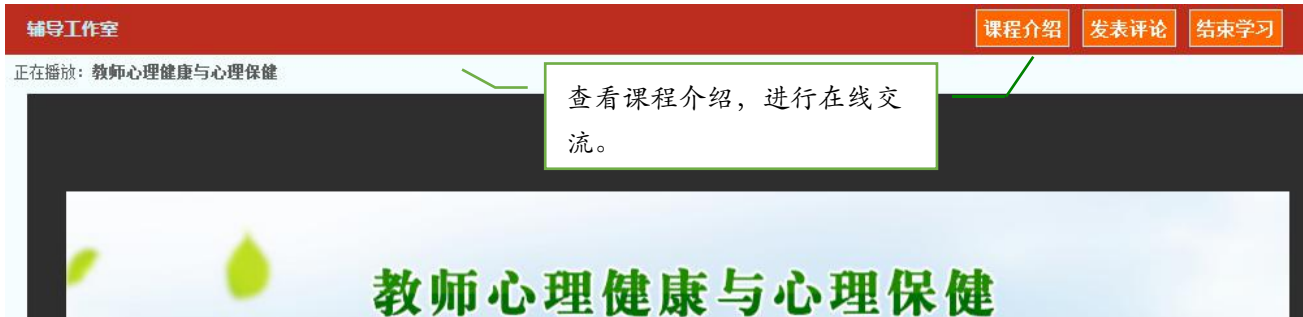 辅导工作室
课程介绍 发表评论 结束学习
正在播放：教师心理健康与心理保健
查看课程介绍，进行在线交
流。
教师心理健康与心理保健